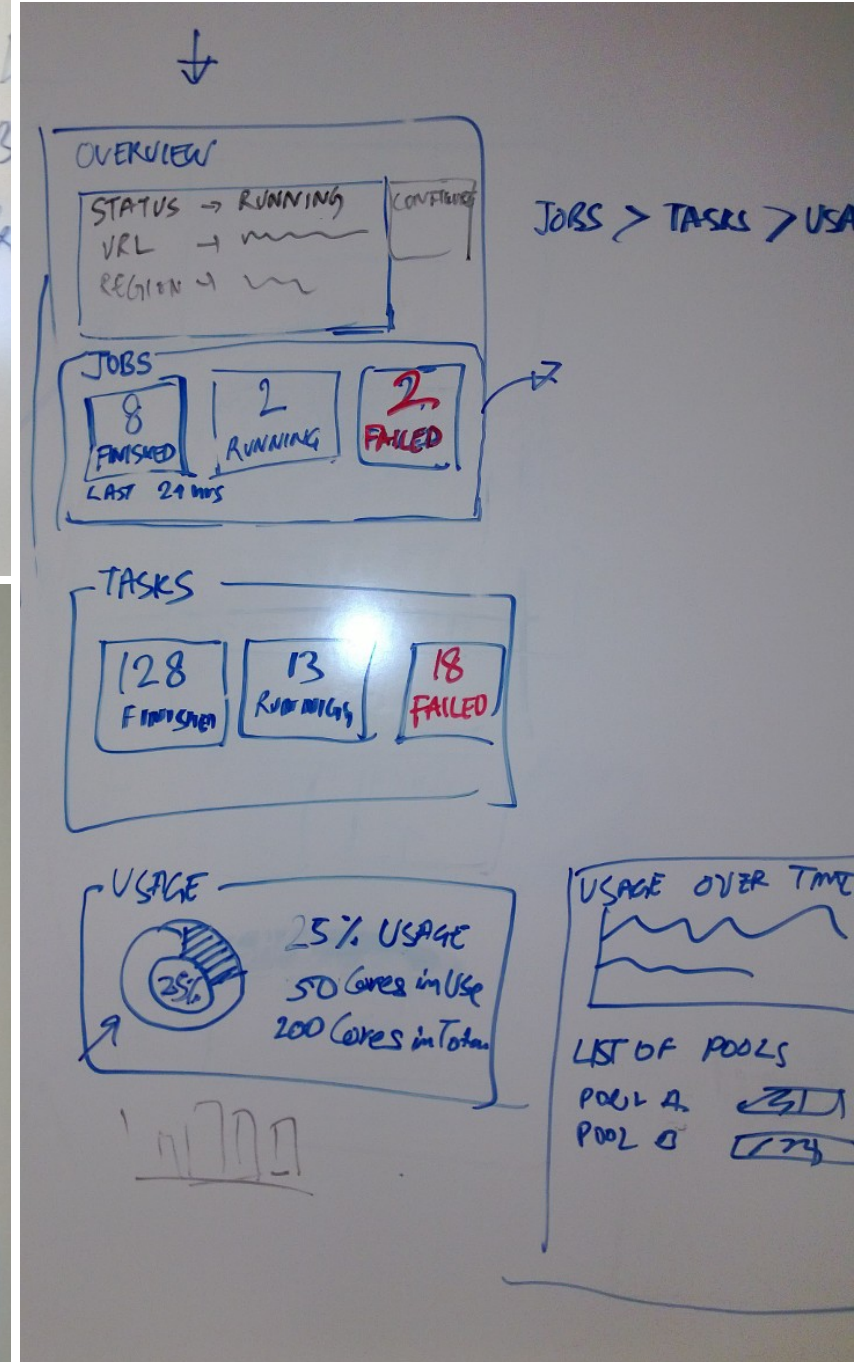 OVERVIEW
STATUS → RUNNING
URL →
REGION →
CONFIGURE
JOBS > TASKS > USA
JOBS
8
FINISHED
2
RUNNING
2
FAILED
LAST 24 hrs
TASKS
128
FINISHED
13
RUNNING
18
FAILED
USAGE
25%
25% USAGE
50 Cores in Use
200 Cores in Total
USAGE OVER TIME
LIST OF POOLS
POOL A
POOL B